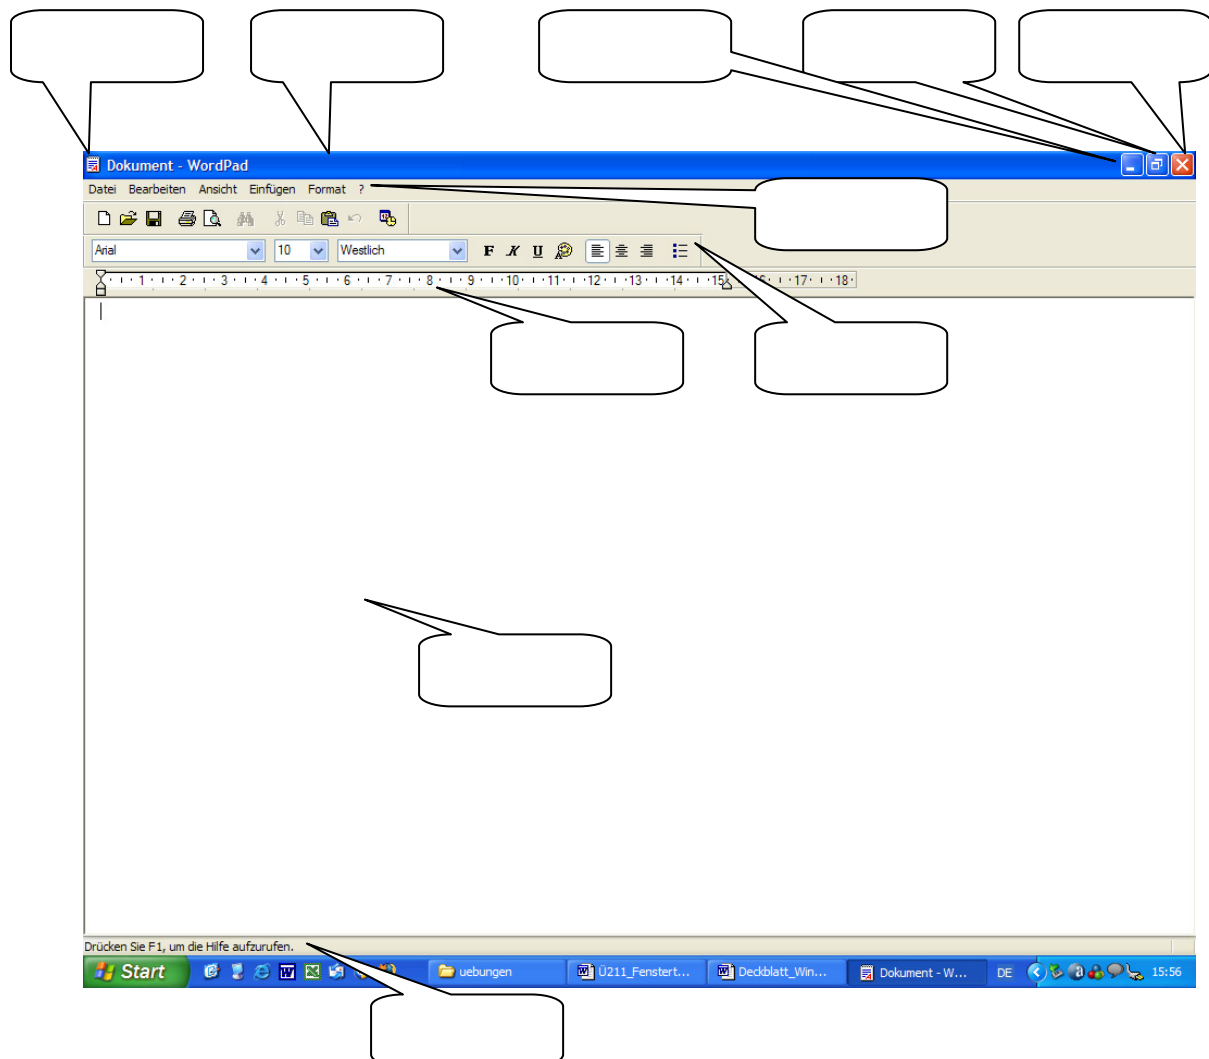 Dokument - WordPad
Datei Bearbeiten Ansicht Einfügen Format ?
Arial 10 Westlich F K U
1 2 3 4 5 6 7 8 9 10 11 12 13 14 15 16 17 18
Drücken Sie F1, um die Hilfe aufzurufen.
Start uebungen Ü211_Fenstert... Deckblatt_Win... Dokument - W... DE 15:56